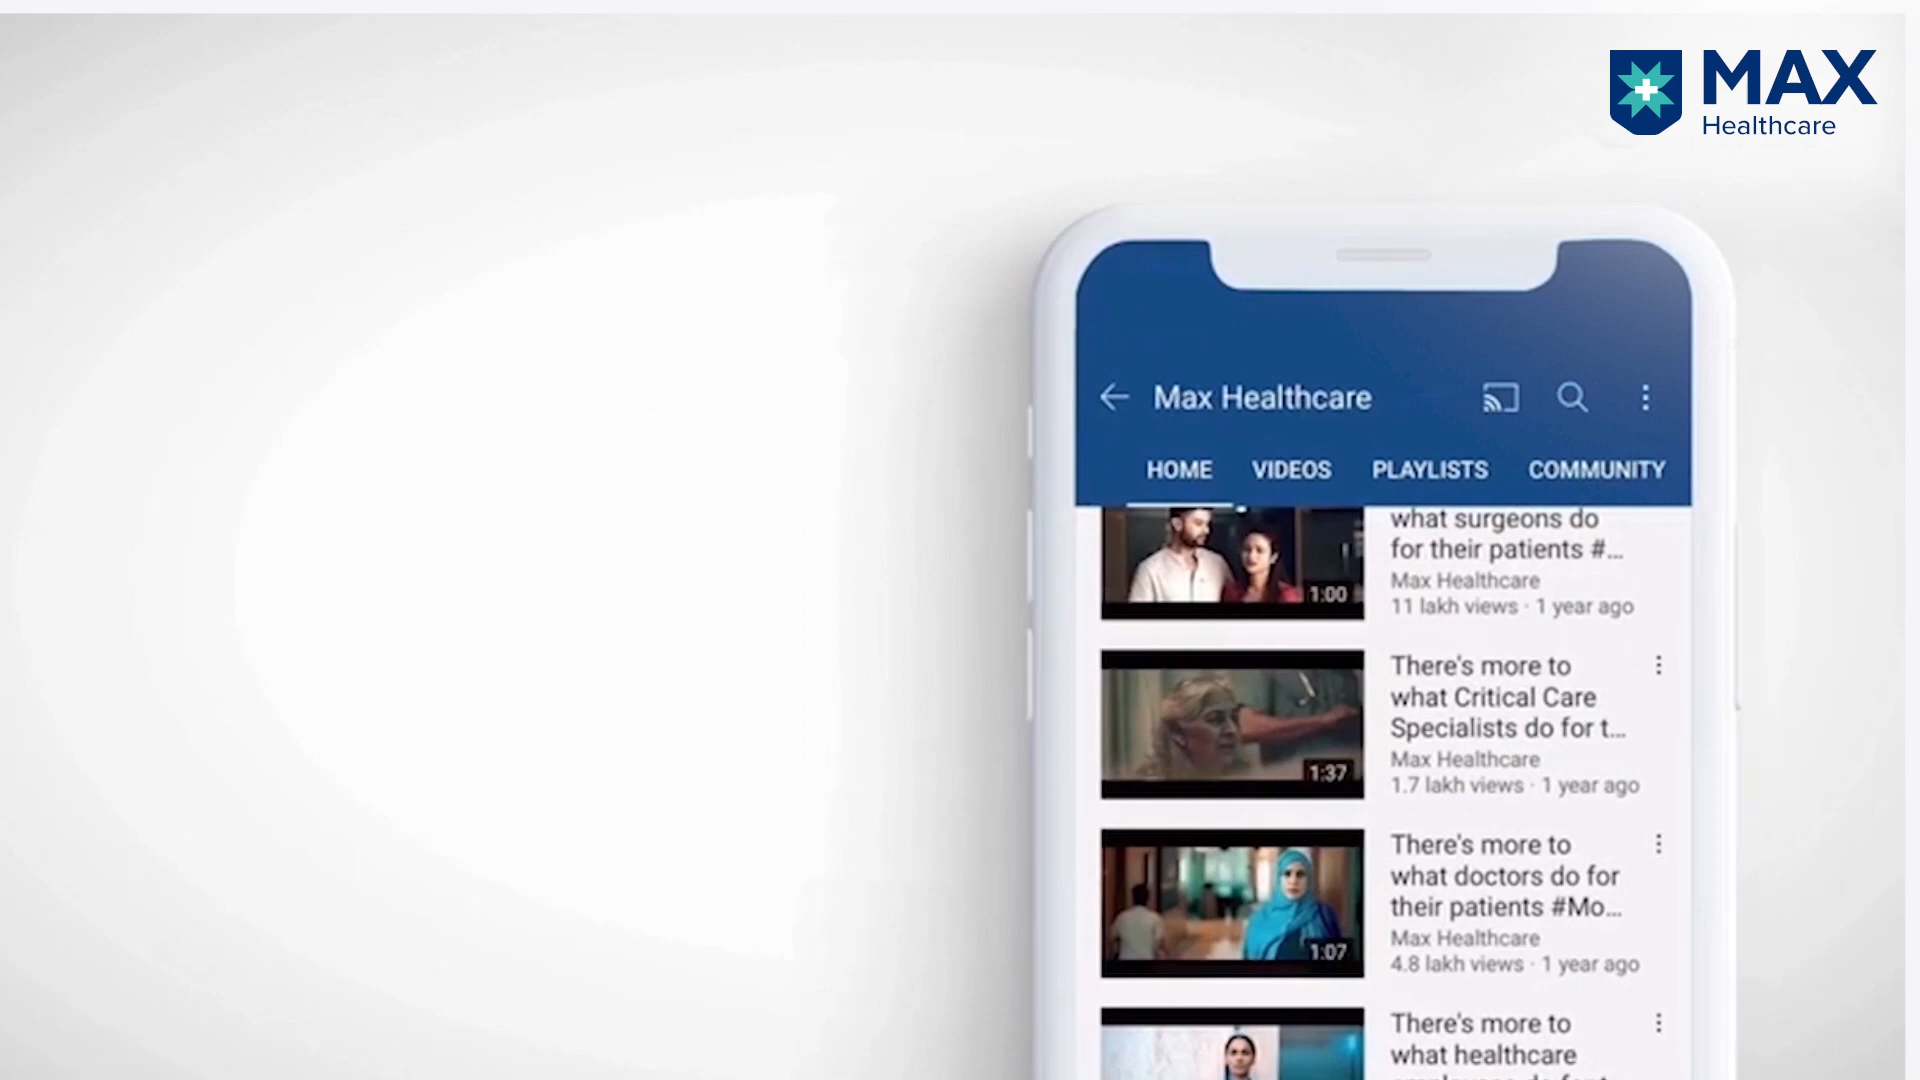 MAX
Healthcare
Max Healthcare
HOME VIDEOS PLAYLISTS COMMUNITY
what surgeons do
for their patients #...
Max Healthcare
11 lakh views · 1 year ago
1:00
There's more to
what Critical Care
Specialists do for t...
Max Healthcare
1.7 lakh views · 1 year ago
1:37
There's more to
what doctors do for
their patients #Mo...
Max Healthcare
4.8 lakh views · 1 year ago
1:07
There's more to
what healthcare